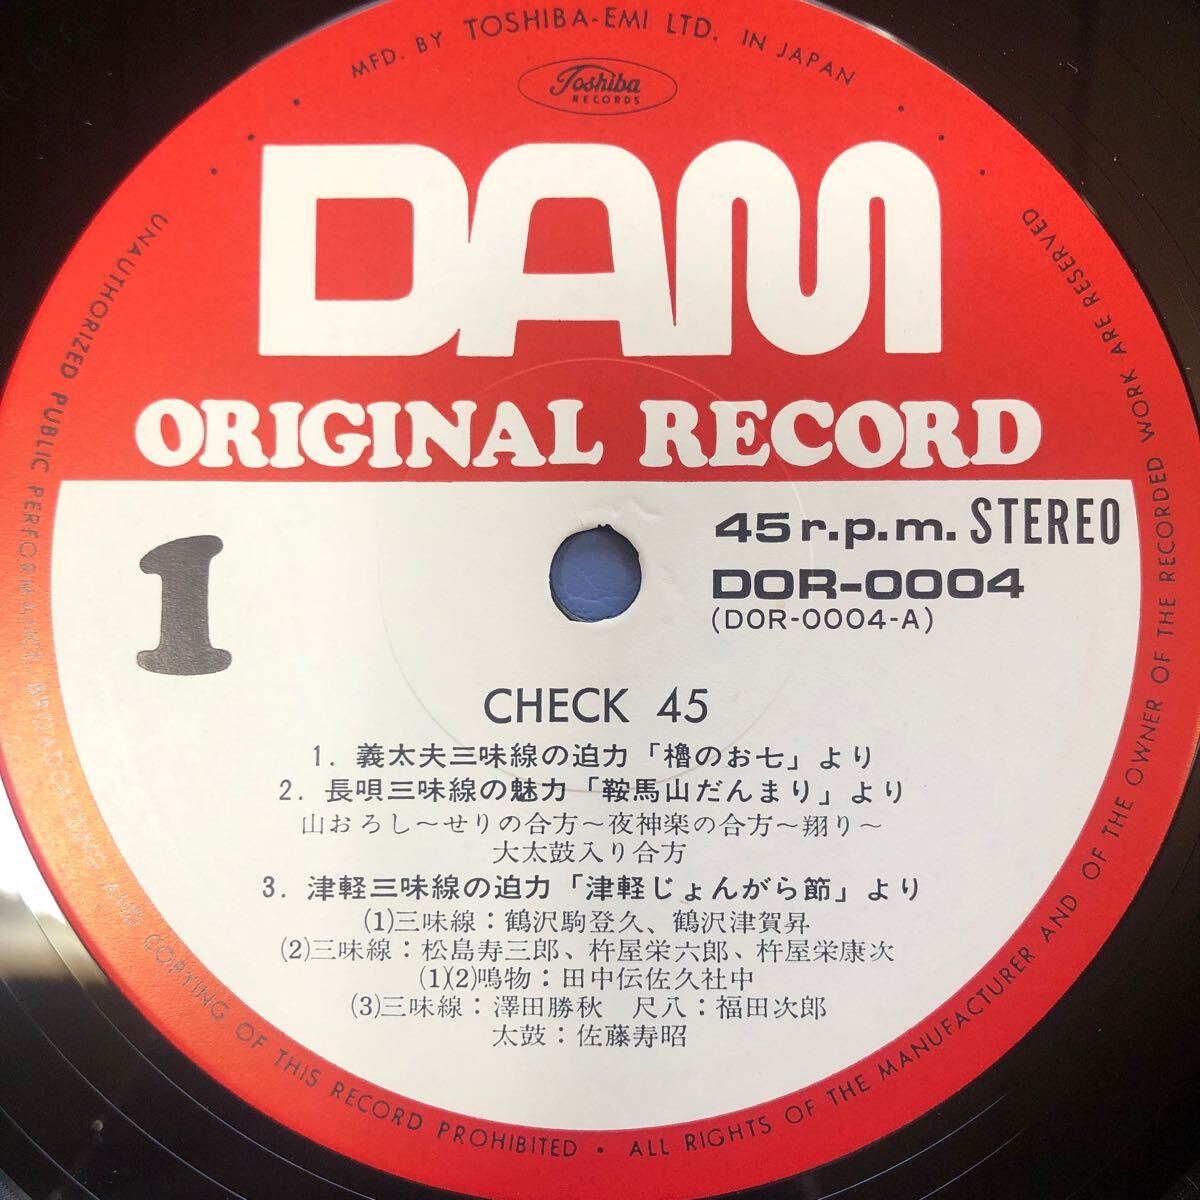 MFD. BY TOSHIBA-EMI LTD. IN JAPAN
Toshiba
RECORDS
DAM
ORIGINAL RECORD
1
45 r.p.m. STEREO
DOR-0004
(DOR-0004-A)
CHECK 45
1. 義太夫三味線の迫力「櫓のお七」より
2. 長唄三味線の魅力「鞍馬山だんまり」より
山おろし〜せりの合方〜夜神楽の合方〜翔り〜
大太鼓入り合方
3. 津軽三味線の迫力「津軽じょんがら節」より
(1)三味線：鶴沢駒登久、鶴沢津賀昇
(2)三味線：松島寿三郎、杵屋栄六郎、杵屋栄康次
(1)(2)鳴物：田中伝佐久社中
(3)三味線：澤田勝秋 尺八：福田次郎
太鼓：佐藤寿昭
UNAUTHORIZED PUBLIC PERFORMANCE, BROADCASTING AND COPYING OF THIS RECORD PROHIBITED • ALL RIGHTS OF THE MANUFACTURER AND OF THE OWNER OF THE RECORDED WORK ARE RESERVED